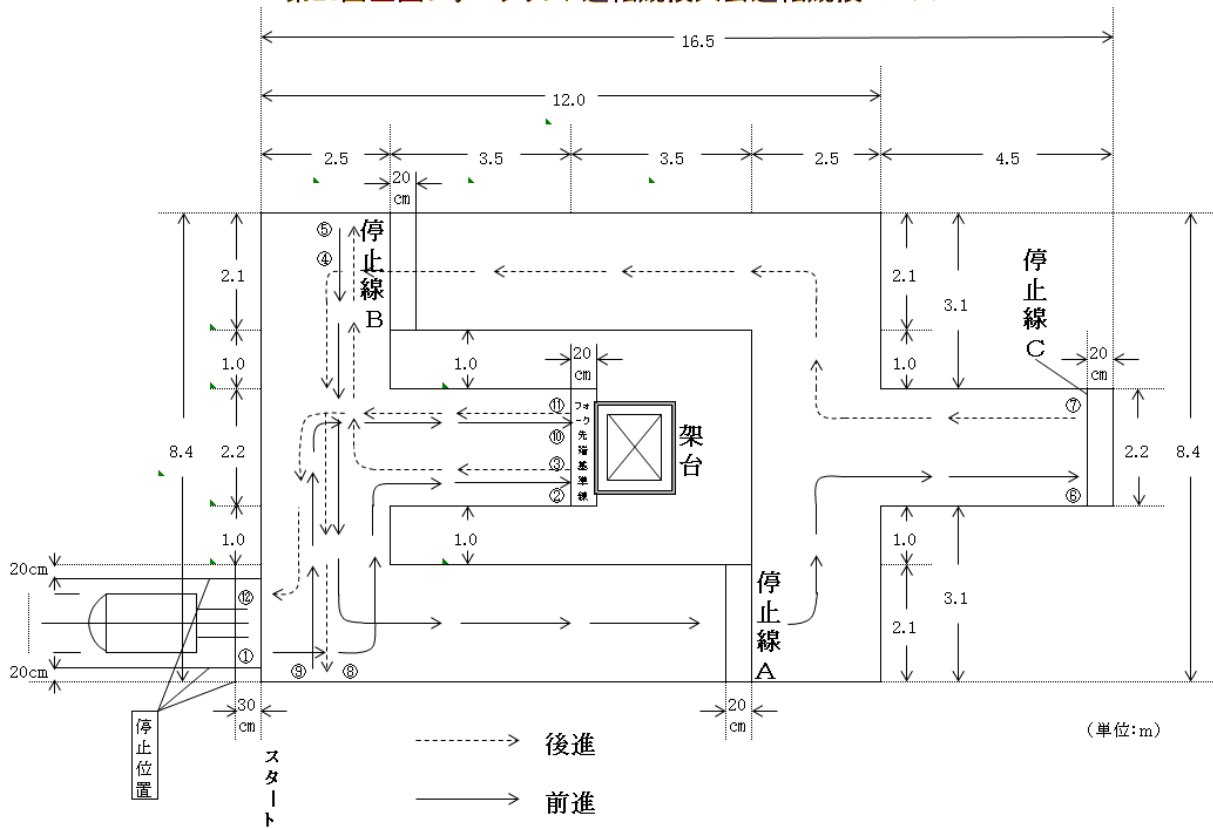 16.5
12.0
2.5
3.5
3.5
2.5
4.5
20
cm
⑤
④
停止線B
2.1
2.1
3.1
停止線C
8.4
1.0
1.0
20
cm
1.0
20
cm
⑪
⑩
③
②
フォーク先端基準線
架台
⑦
⑥
2.2
2.2
8.4
1.0
1.0
1.0
20cm
⑫
①
20cm
⑨
⑧
停止線A
2.1
3.1
30
cm
20
cm
停止位置
スタート
後進
前進
(単位:m)